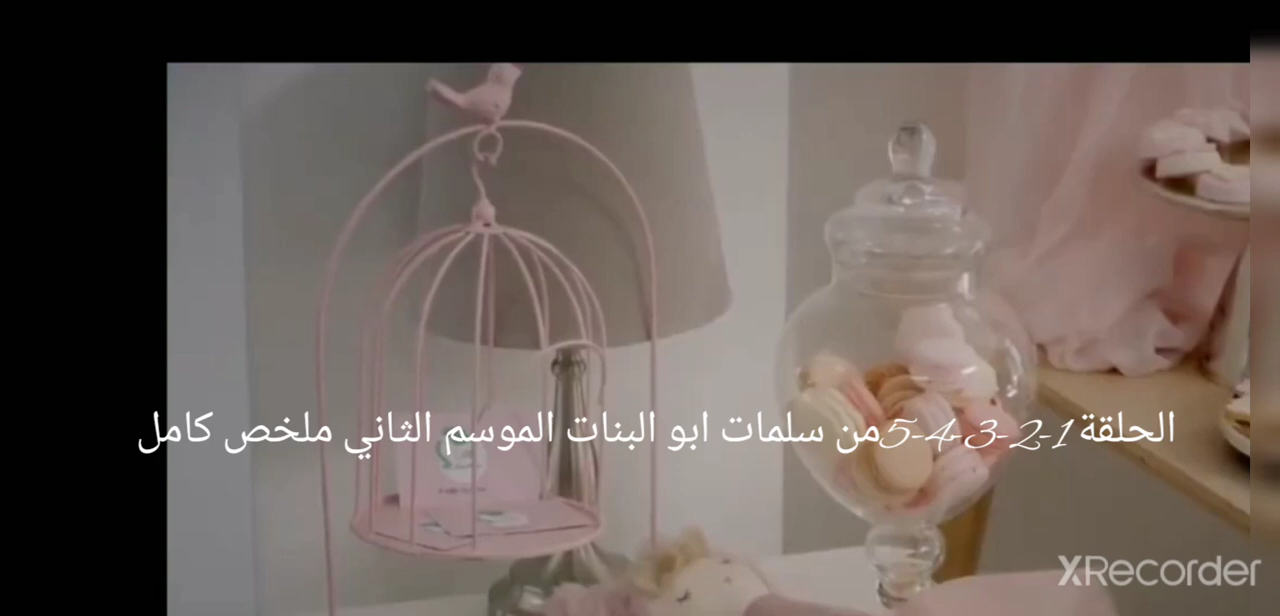 الحلقة 1-2-3-4-5من سلمات ابو البنات الموسم الثاني ملخص كامل
XRecorder